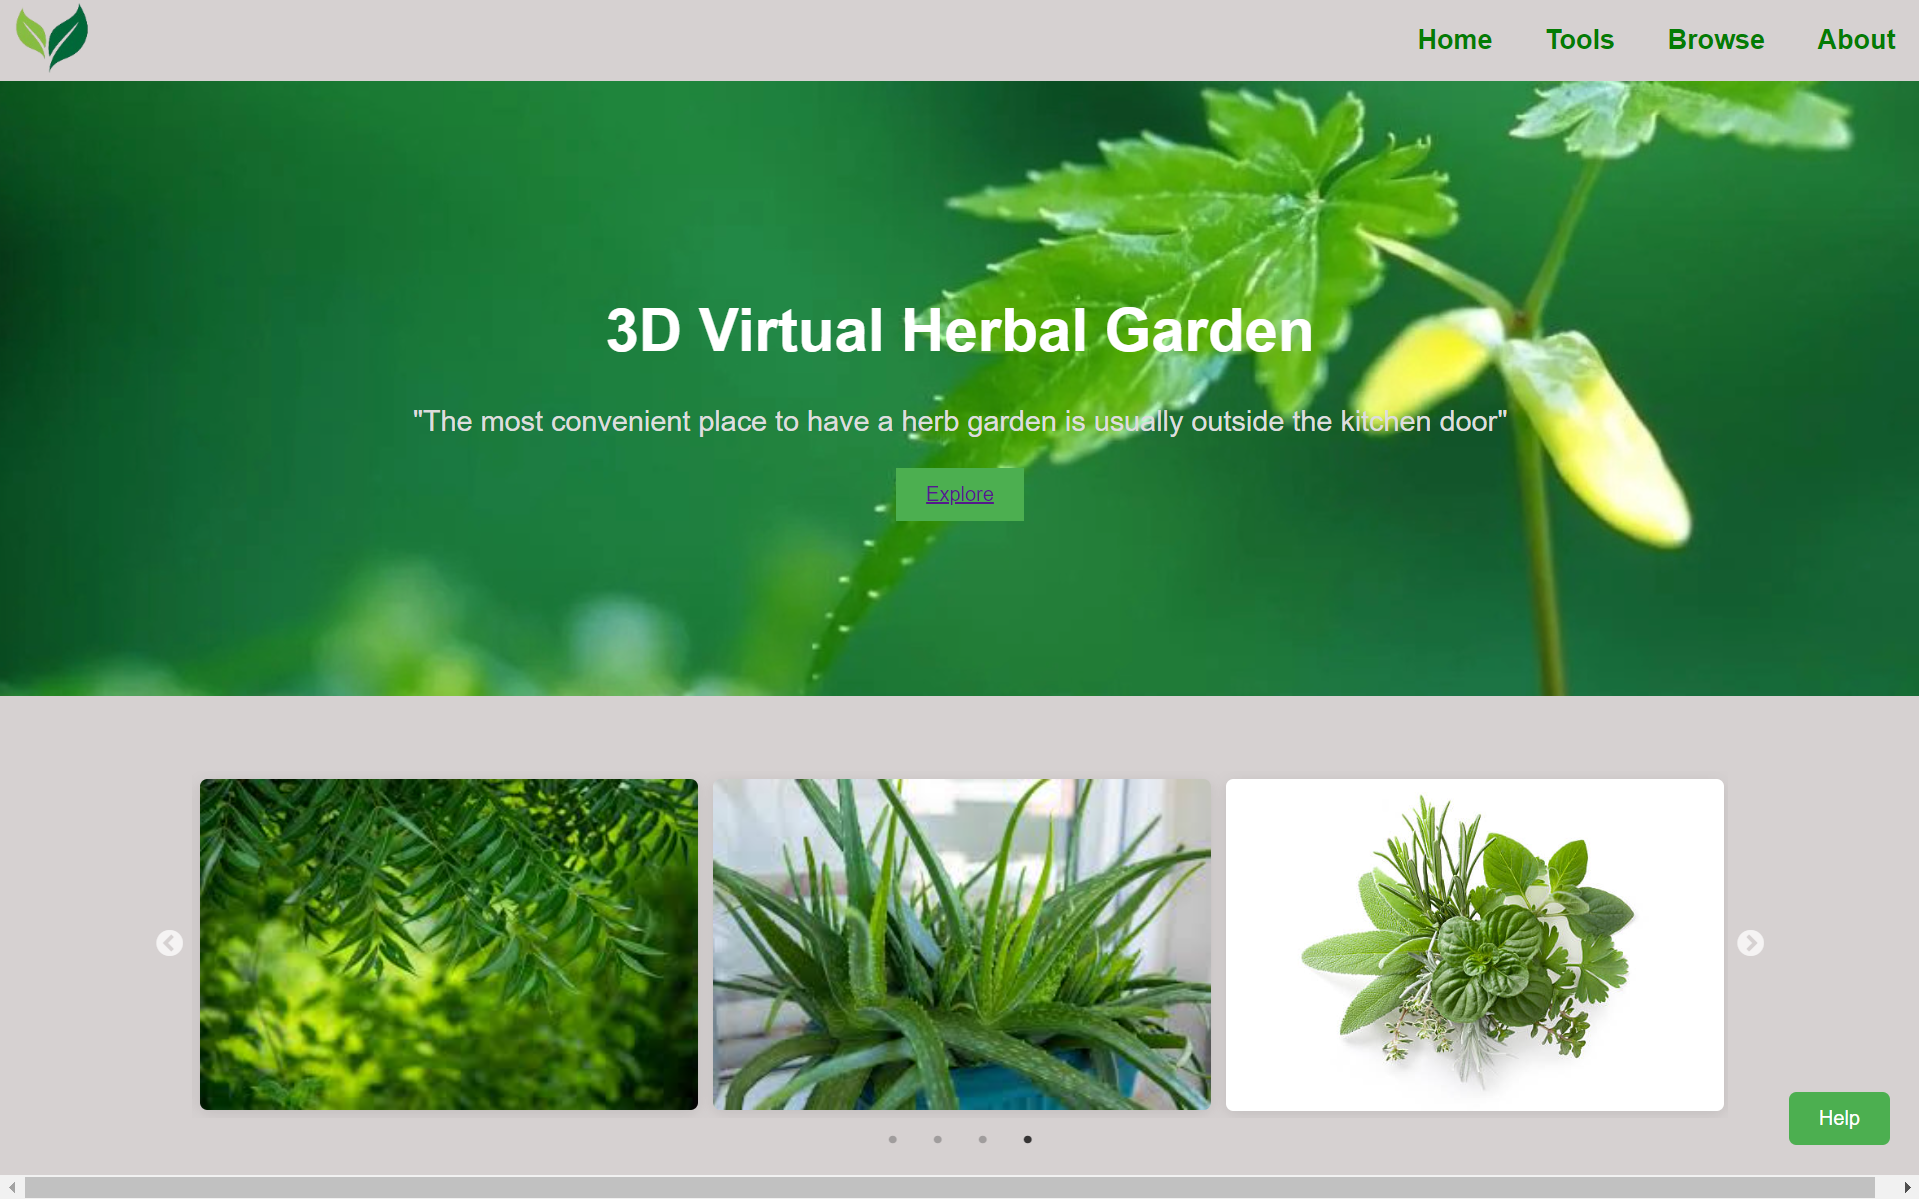 Home Tools Browse About
3D Virtual Herbal Garden
"The most convenient place to have a herb garden is usually outside the kitchen door"
Explore
Help